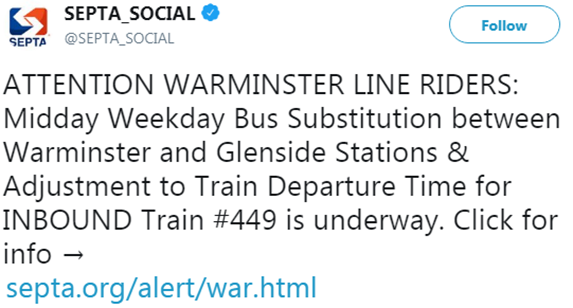 SEPTA_SOCIAL
@SEPTA_SOCIAL
SEPTA
Follow
ATTENTION WARMINSTER LINE RIDERS:
Midday Weekday Bus Substitution between
Warminster and Glenside Stations &
Adjustment to Train Departure Time for
INBOUND Train #449 is underway. Click for
info →
septa.org/alert/war.html